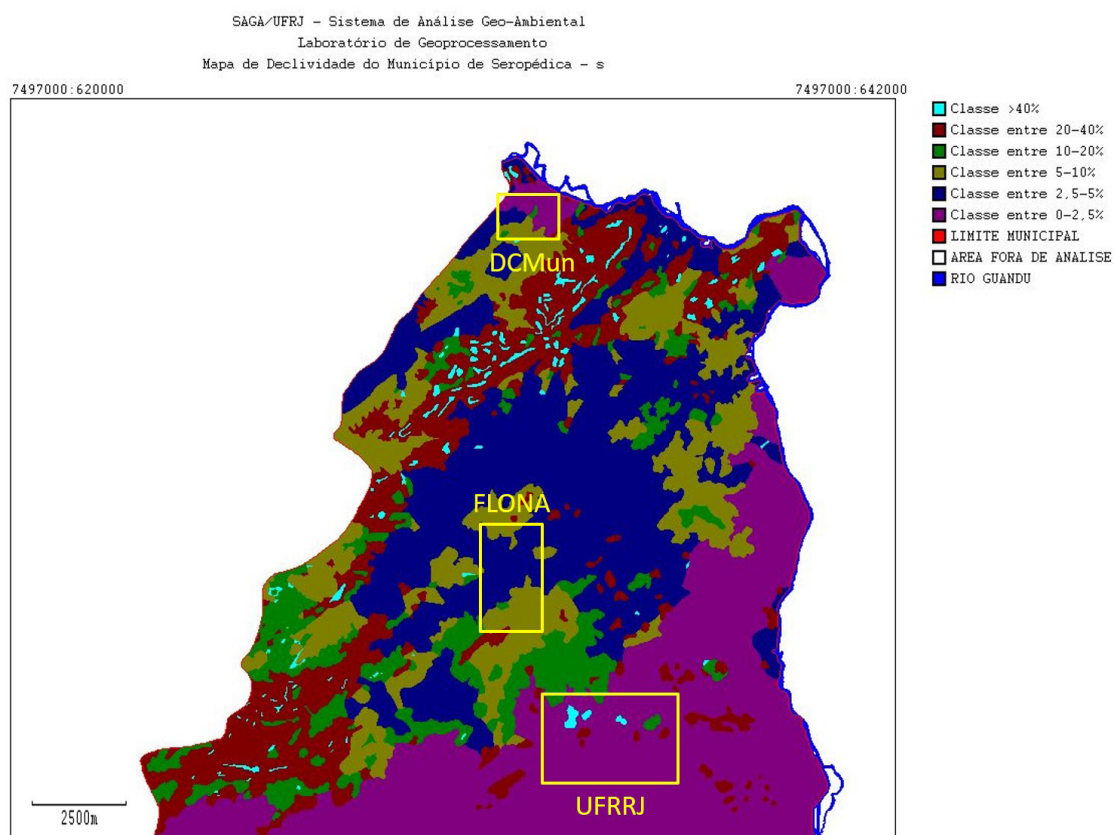 SAGA/UFRJ - Sistema de Análise Geo-Ambiental
Laboratório de Geoprocessamento
Mapa de Declividade do Município de Seropédica - s
7497000:620000
7497000:642000
Classe >40%
Classe entre 20-40%
Classe entre 10-20%
Classe entre 5-10%
Classe entre 2,5-5%
Classe entre 0-2,5%
LIMITE MUNICIPAL
AREA FORA DE ANALISE
RIO GUANDU
DCMun
FLONA
UFRRJ
2500m